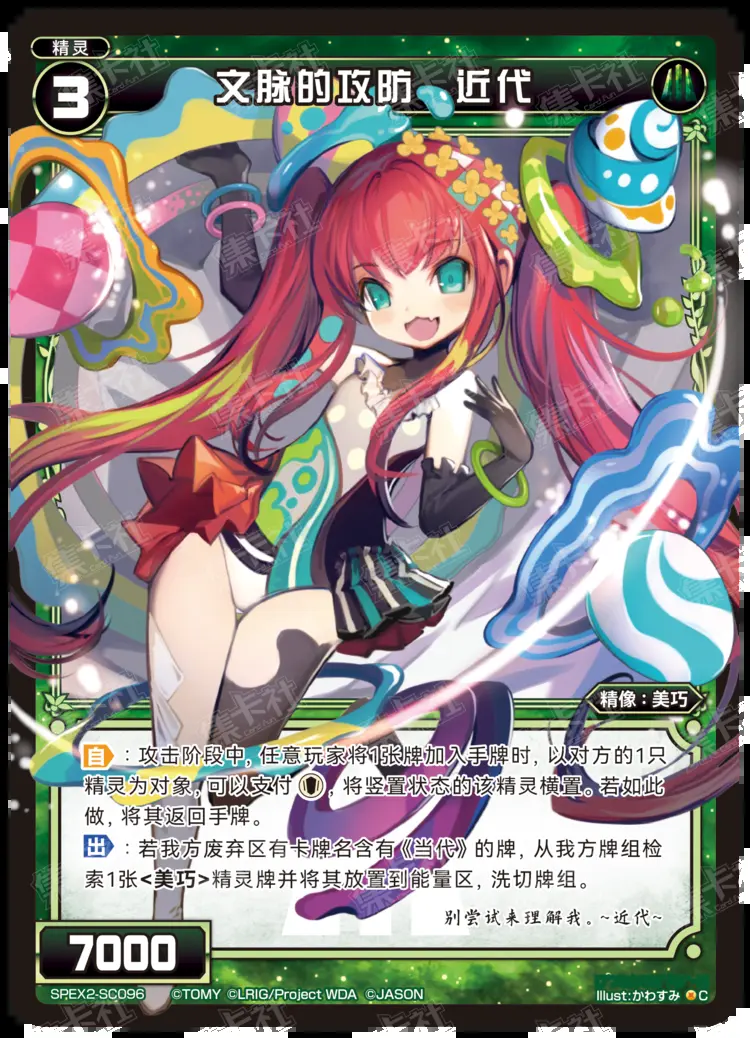 精灵
3
文脉的攻防 近代
精像：美巧
自：攻击阶段中，任意玩家将1张牌加入手牌时，以对方的1只
精灵为对象，可以支付，将竖置状态的该精灵横置。若如此
做，将其返回手牌。
出：若我方废弃区有卡牌名含有《当代》的牌，从我方牌组检
索1张<美巧>精灵牌并将其放置到能量区，洗切牌组。
别尝试来理解我。~近代~
7000
SPEX2-SC096 ©TOMY ©LRIG/Project WDA ©JASON
Illust:かわすみ C
集卡社